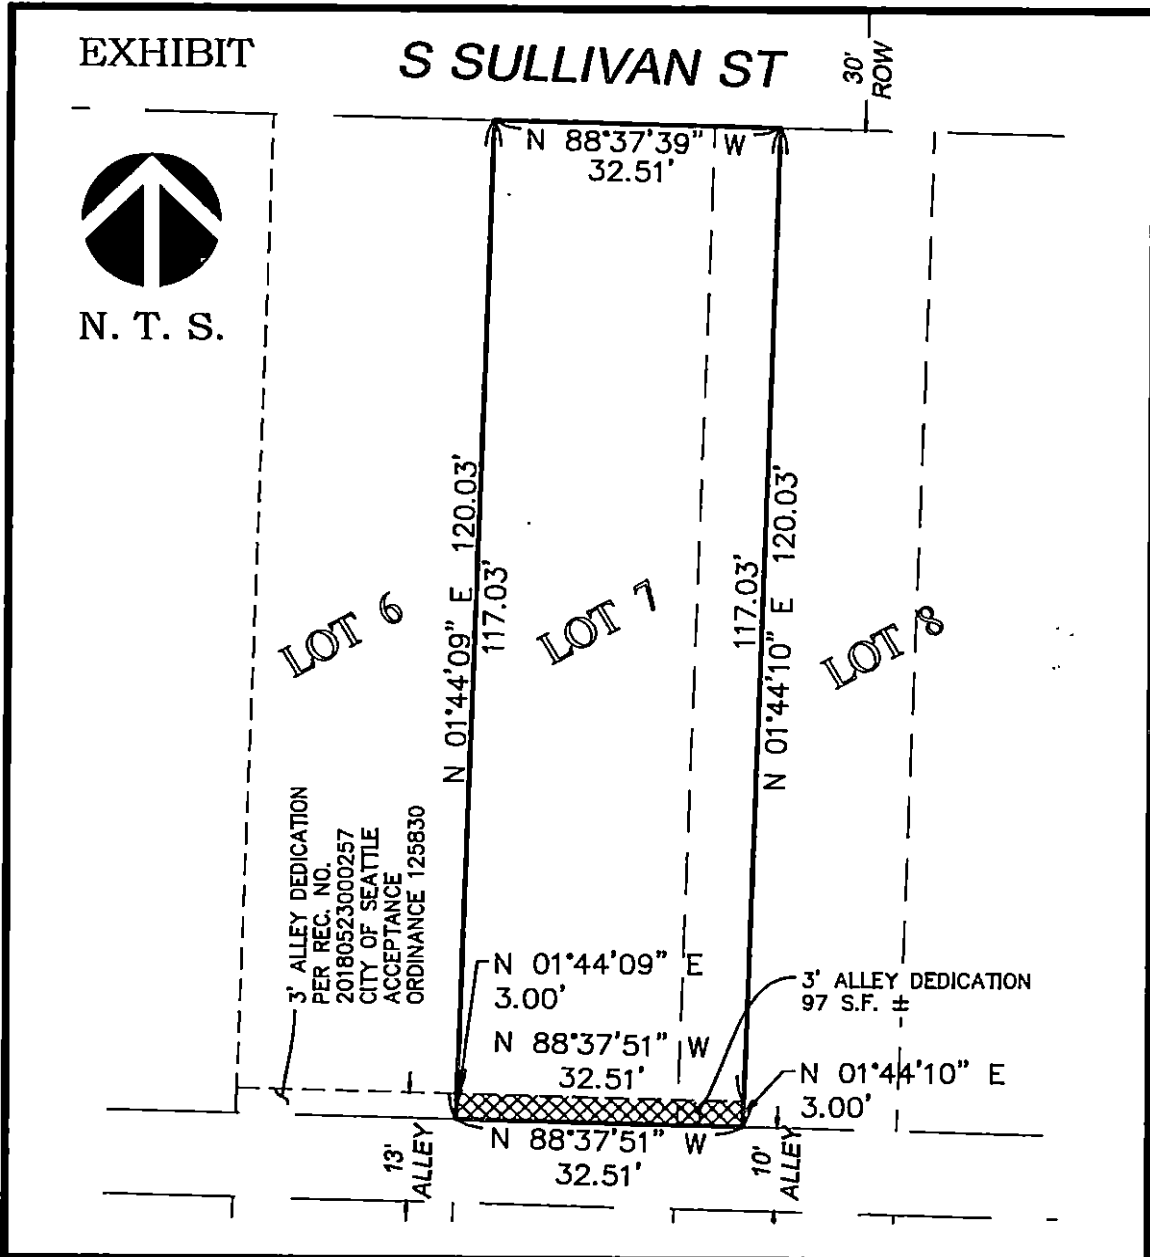 EXHIBIT
S SULLIVAN ST
30'
ROW
N 88°37'39" W
32.51'
N. T. S.
N 01°44'09" E 120.03'
117.03'
117.03'
N 01°44'10" E 120.03'
LOT 6
LOT 7
LOT 8
3' ALLEY DEDICATION
PER REC. NO.
20180523000257
CITY OF SEATTLE
ACCEPTANCE
ORDINANCE 125830
N 01°44'09" E
3.00'
3' ALLEY DEDICATION
97 S.F. ±
N 88°37'51" W
32.51'
N 01°44'10" E
3.00'
N 88°37'51" W
32.51'
13'
ALLEY
10'
ALLEY